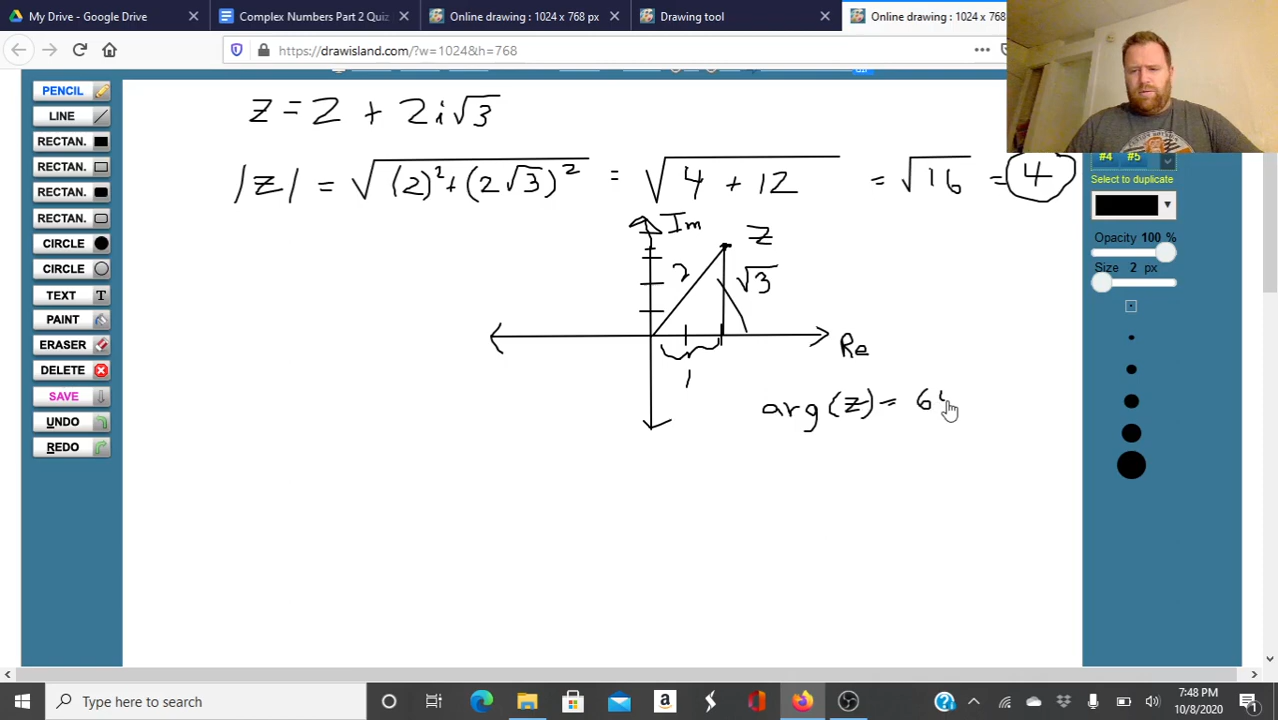 My Drive - Google Drive
Complex Numbers Part 2 Quiz
Online drawing : 1024 x 768 px
Drawing tool
Online drawing : 1024 x 768
https://drawisland.com/?w=1024&h=768
PENCIL
LINE
RECTAN.
RECTAN.
RECTAN.
RECTAN.
CIRCLE
CIRCLE
TEXT T
PAINT
ERASER
DELETE
SAVE
UNDO
REDO
z = 2 + 2i√3
|z| = √(2)²+(2√3)² = √4 + 12 = √16 = 4
Im
z
2
√3
Re
1
arg(z) = 6
#4 #5
Select to duplicate
Opacity 100 %
Size 2 px
Type here to search
7:48 PM
10/8/2020